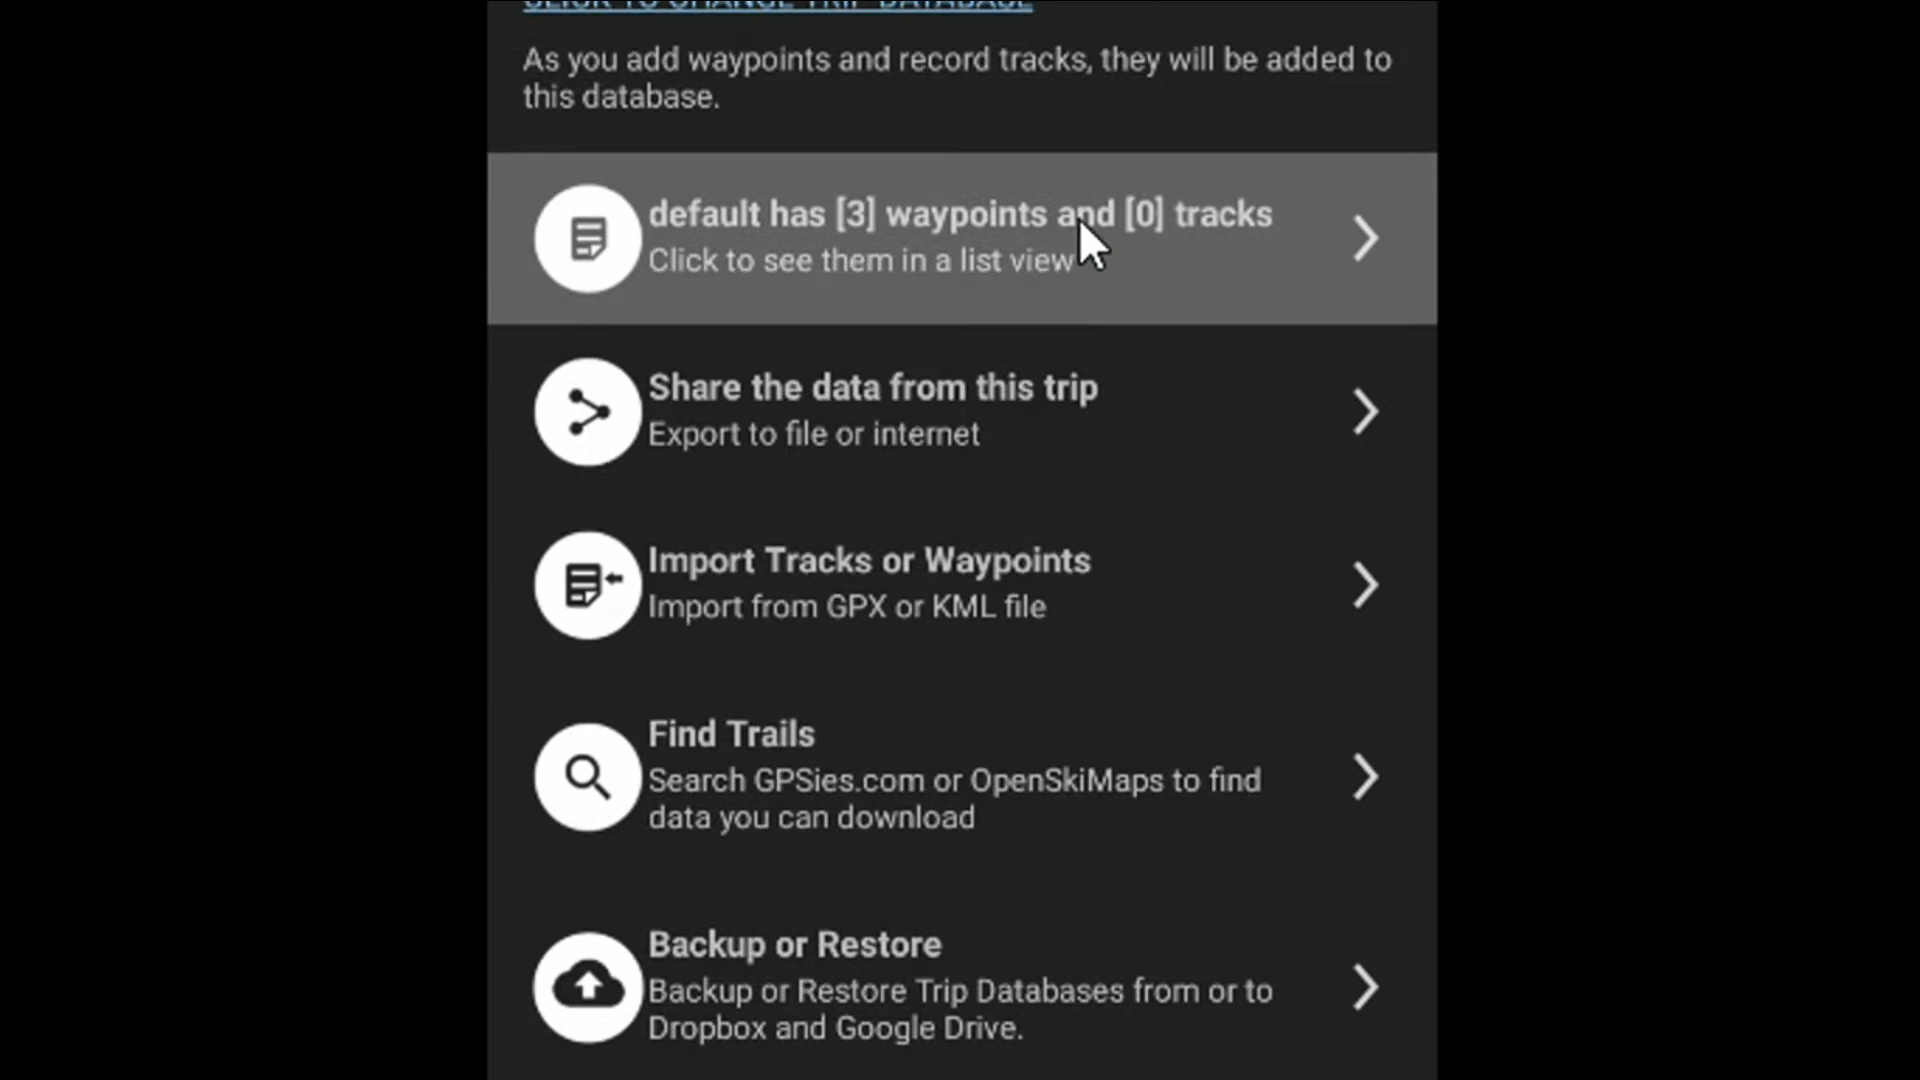 CLICK TO CHANGE TRIP DATABASE
As you add waypoints and record tracks, they will be added to
this database.
default has [3] waypoints and [0] tracks
Click to see them in a list view
Share the data from this trip
Export to file or internet
Import Tracks or Waypoints
Import from GPX or KML file
Find Trails
Search GPSies.com or OpenSkiMaps to find
data you can download
Backup or Restore
Backup or Restore Trip Databases from or to
Dropbox and Google Drive.